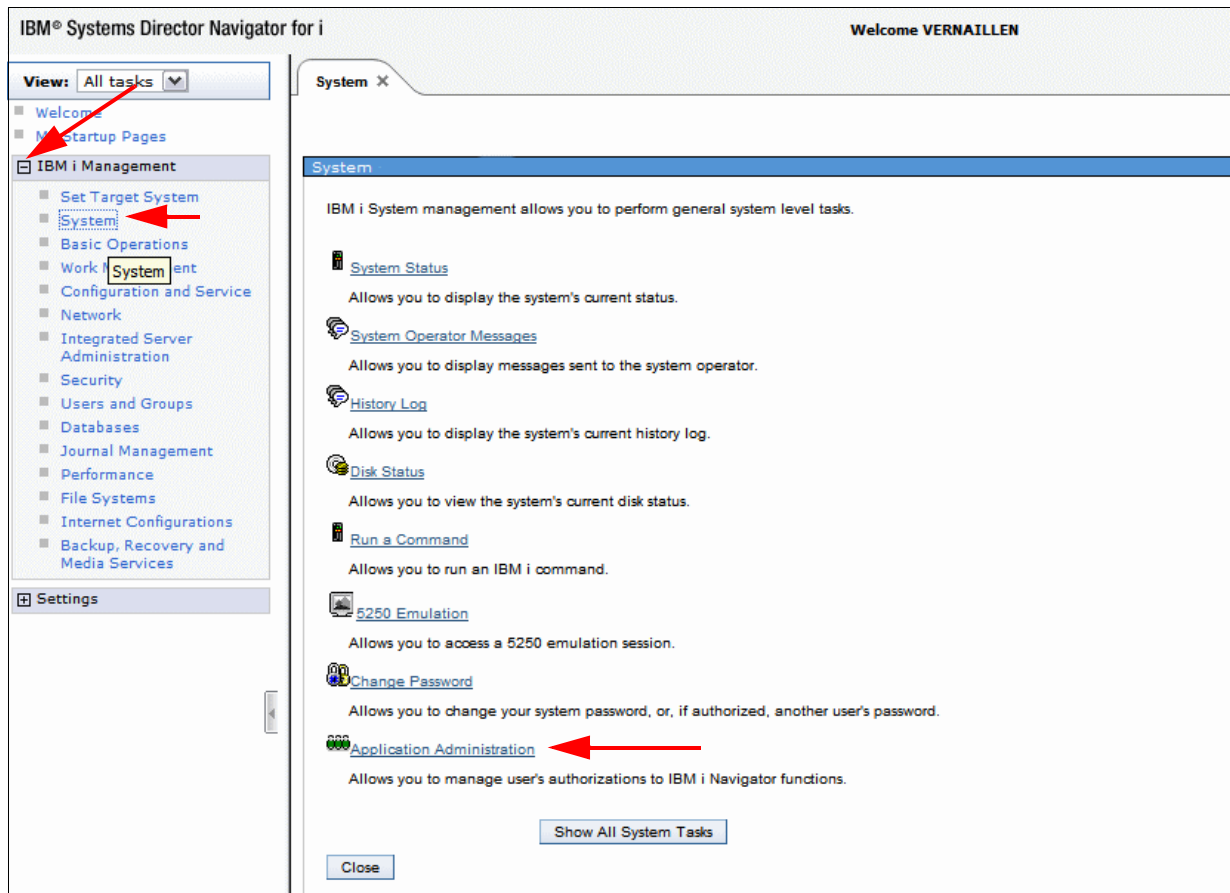 IBM® Systems Director Navigator for i
Welcome VERNAILLEN
View: All tasks
Welcome
Startup Pages
IBM i Management
Set Target System
System
Basic Operations
Work
System
Configuration and Service
Network
Integrated Server
Administration
Security
Users and Groups
Databases
Journal Management
Performance
File Systems
Internet Configurations
Backup, Recovery and
Media Services
Settings
System
System
IBM i System management allows you to perform general system level tasks.
System Status
Allows you to display the system's current status.
System Operator Messages
Allows you to display messages sent to the system operator.
History Log
Allows you to display the system's current history log.
Disk Status
Allows you to view the system's current disk status.
Run a Command
Allows you to run an IBM i command.
5250 Emulation
Allows you to access a 5250 emulation session.
Change Password
Allows you to change your system password, or, if authorized, another user's password.
Application Administration
Allows you to manage user's authorizations to IBM i Navigator functions.
Show All System Tasks
Close